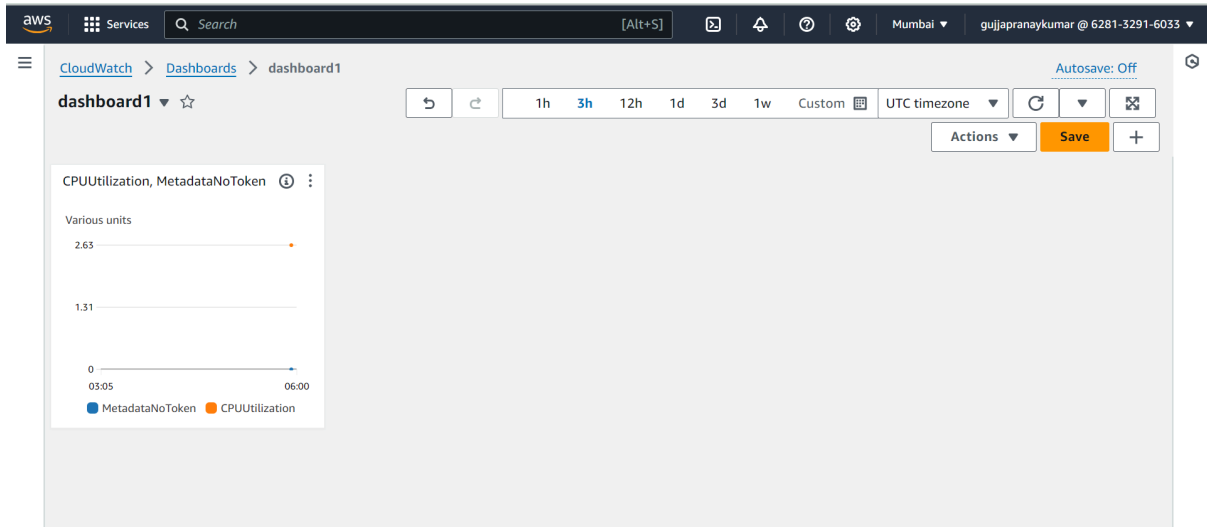 aws Services Search [Alt+S] Mumbai gujjapranaykumar @ 6281-3291-6033
CloudWatch > Dashboards > dashboard1 Autosave: Off
dashboard1 1h 3h 12h 1d 3d 1w Custom UTC timezone
Actions Save
CPUUtilization, MetadataNoToken
Various units
2.63
1.31
0
03:05 06:00
MetadataNoToken CPUUtilization